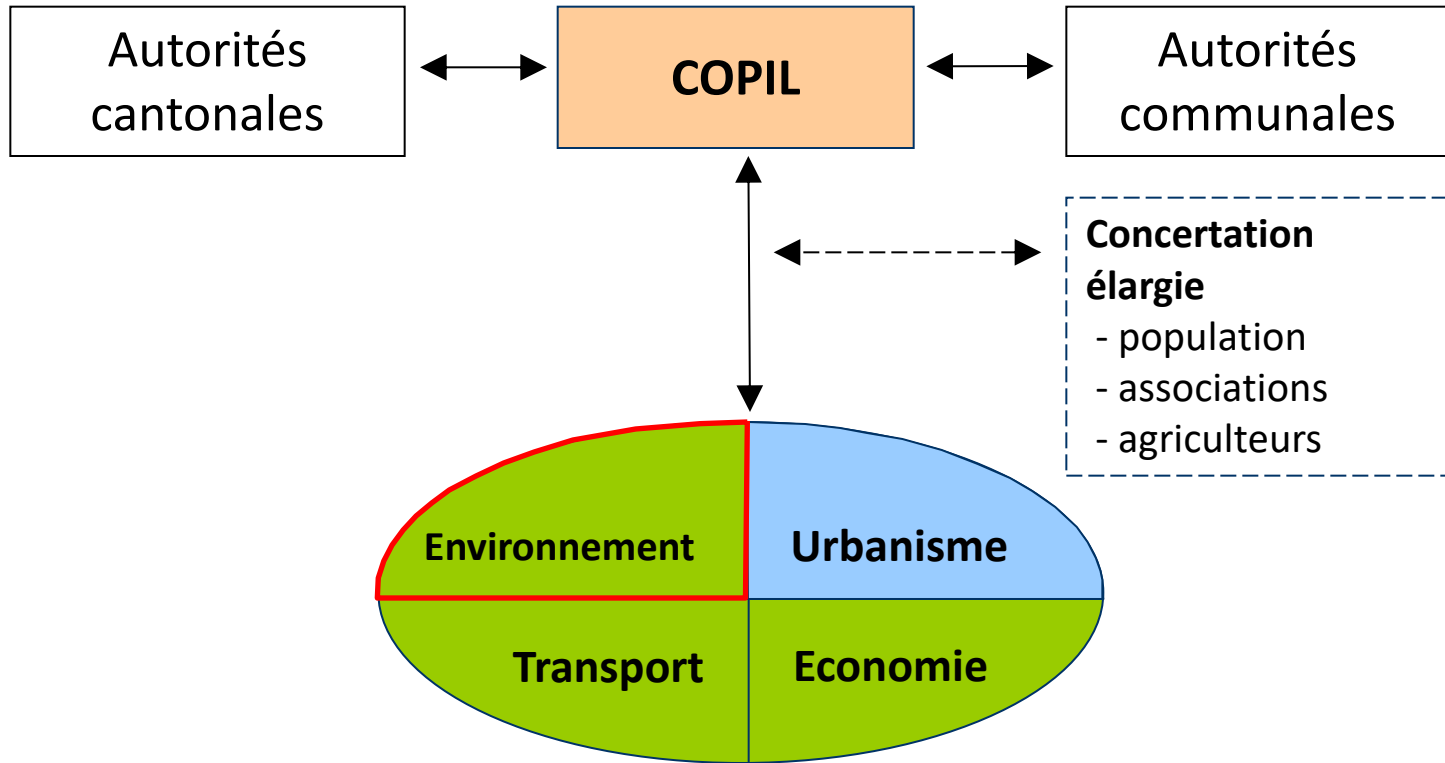 Autorités
cantonales
COPIL
Autorités
communales
Concertation
élargie
- population
- associations
- agriculteurs
Environnement
Urbanisme
Transport
Economie